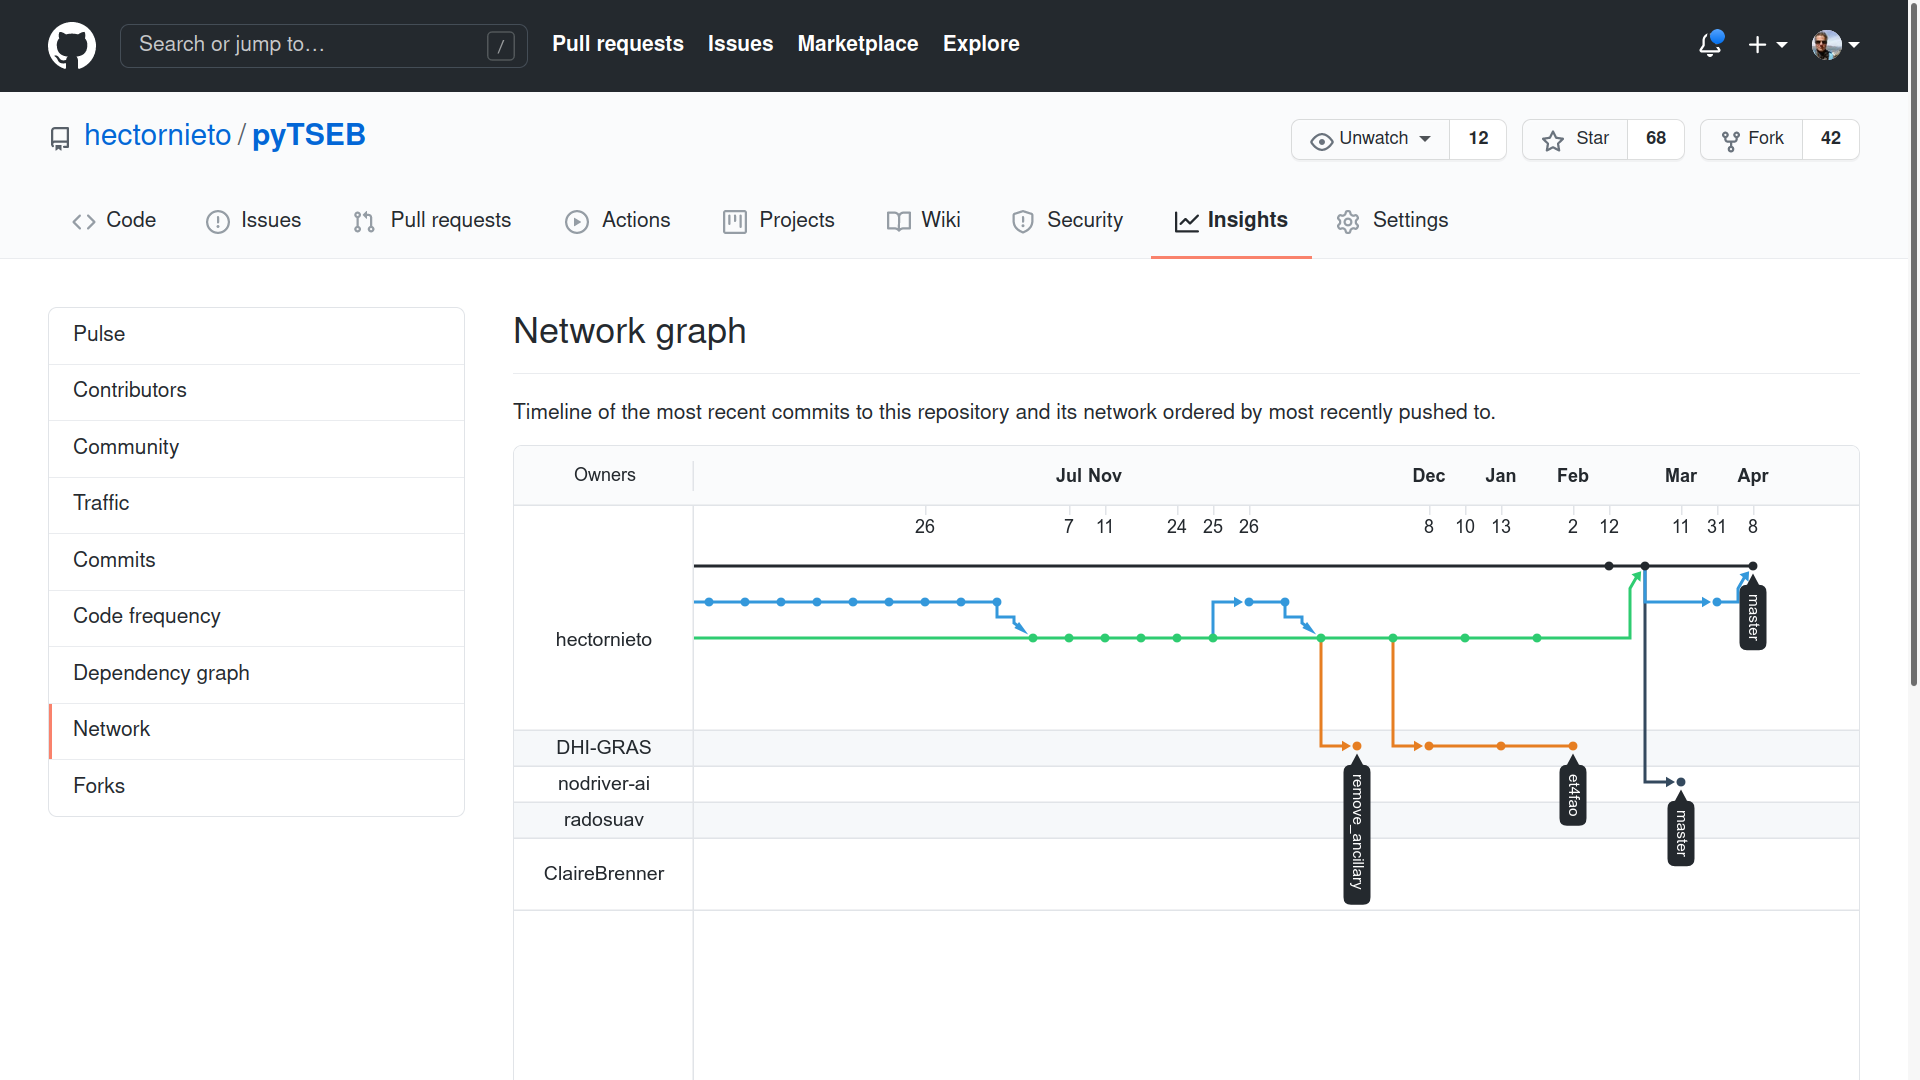 Search or jump to… /
Pull requests Issues Marketplace Explore
hectornieto / pyTSEB
Unwatch 12 Star 68 Fork 42
Code Issues Pull requests Actions Projects Wiki Security Insights Settings
Pulse
Contributors
Community
Traffic
Commits
Code frequency
Dependency graph
Network
Forks
Network graph
Timeline of the most recent commits to this repository and its network ordered by most recently pushed to.
Owners Jul Nov Dec Jan Feb Mar Apr
26 7 11 24 25 26 8 10 13 2 12 11 31 8
hectornieto
master
DHI-GRAS
nodriver-ai
radosuav
ClaireBrenner
remove_ancillary
et4fao
master